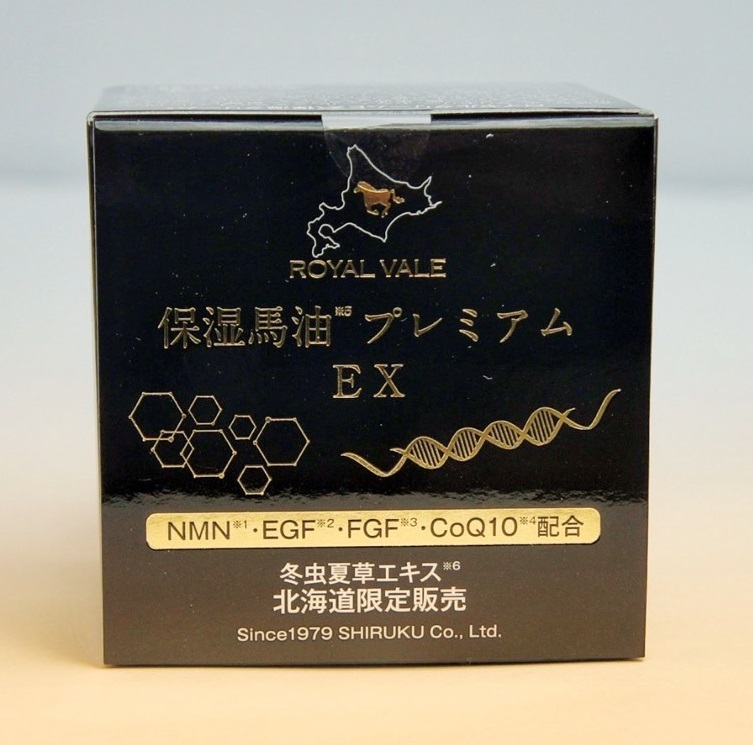 ROYAL VALE
保湿馬油※5 プレミアム
EX
NMN※1・EGF※2・FGF※3・CoQ10※4配合
冬虫夏草エキス※6
北海道限定販売
Since1979 SHIRUKU Co., Ltd.